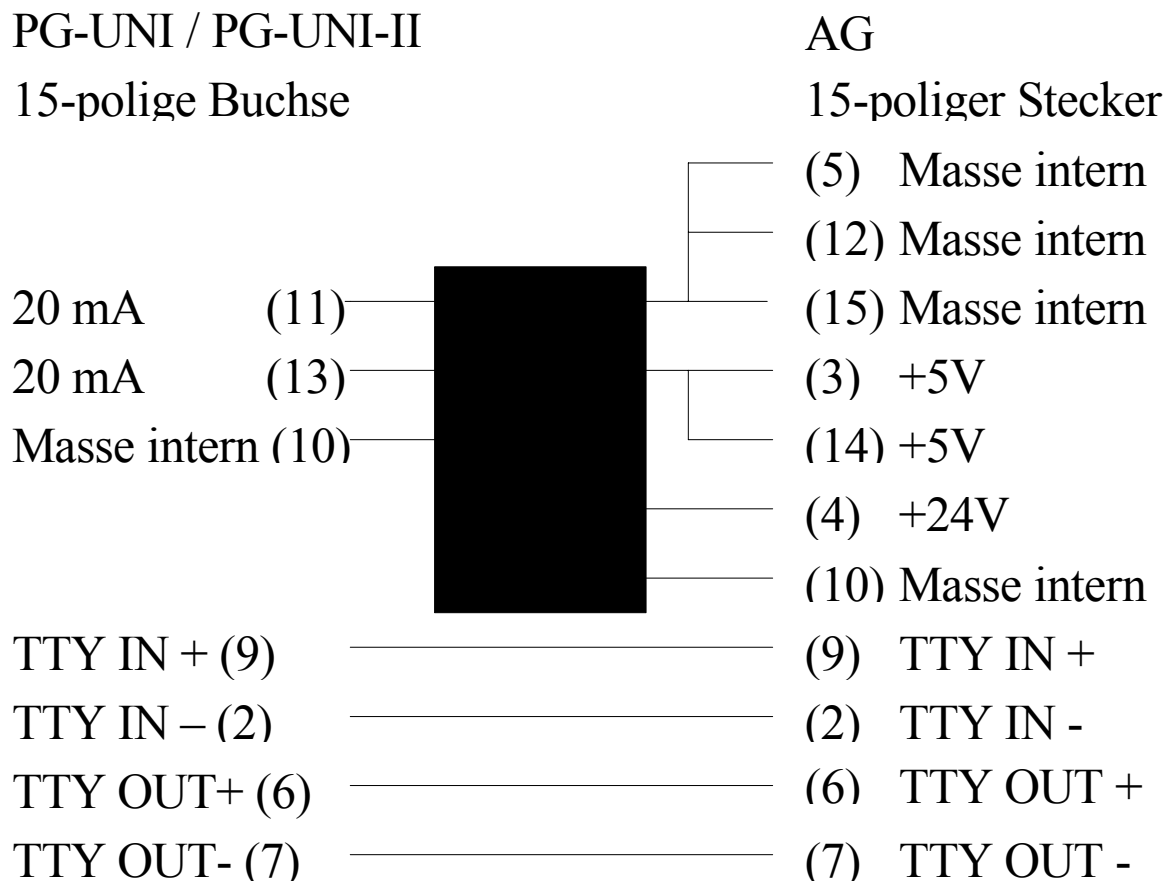 PG-UNI / PG-UNI-II AG
15-polige Buchse 15-poliger Stecker
(5) Masse intern
(12) Masse intern
20 mA (11) (15) Masse intern
20 mA (13) (3) +5V
Masse intern (10) (14) +5V
(4) +24V
(10) Masse intern
TTY IN + (9) (9) TTY IN +
TTY IN – (2) (2) TTY IN -
TTY OUT+ (6) (6) TTY OUT +
TTY OUT- (7) (7) TTY OUT -